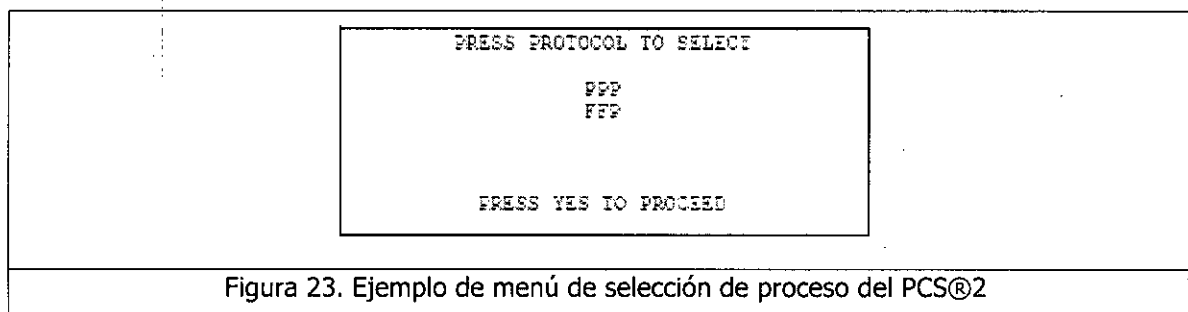 PRESS PROTOCOL TO SELECT
PPP
FFP
PRESS YES TO PROCEED
Figura 23. Ejemplo de menú de selección de proceso del PCS®2